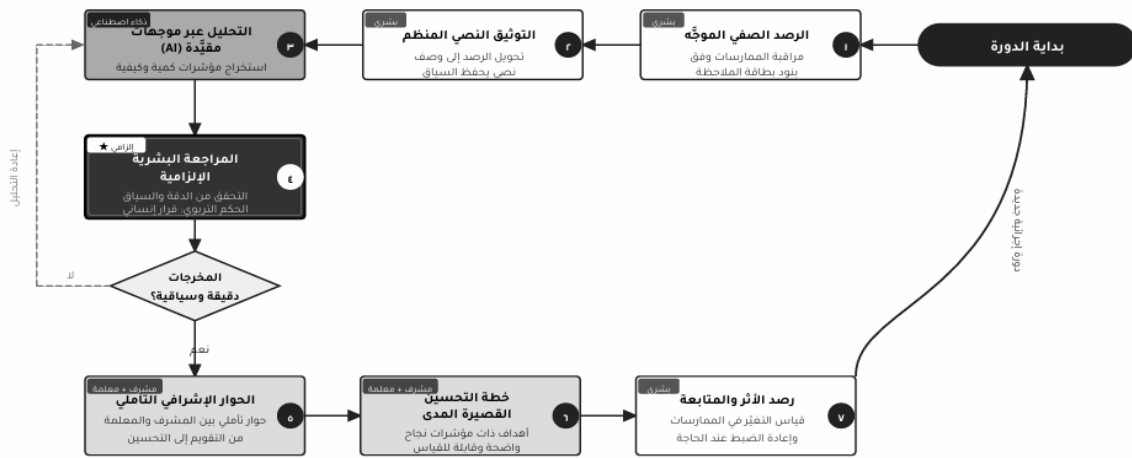 بداية الدورة
بشري
١
الرصد الصفي الموجَّه
مراقبة الممارسات وفق
بنود بطاقة الملاحظة
بشري
٢
التوثيق النصي المنظم
تحويل الرصد إلى وصف
نصي يحفظ السياق
ذكاء اصطناعي
٣
التحليل عبر موجهات
مقيَّدة (AI)
استخراج مؤشرات كمية وكيفية
إلزامي ★
٤
المراجعة البشرية
الإلزامية
التحقق من الدقة والسياق
الحكم التربوي: قرار إنساني
المخرجات
دقيقة وسياقية؟
لا
إعادة التحليل
نعم
مشرف + معلمة
٥
الحوار الإشرافي التأملي
حوار تأملي بين المشرف والمعلمة
من التقويم إلى التحسين
مشرف + معلمة
٦
خطة التحسين
القصيرة المدى
أهداف ذات مؤشرات نجاح
واضحة وقابلة للقياس
بشري
٧
رصد الأثر والمتابعة
قياس التغيّر في الممارسات
وإعادة الضبط عند الحاجة
دورة إجرائية جديدة